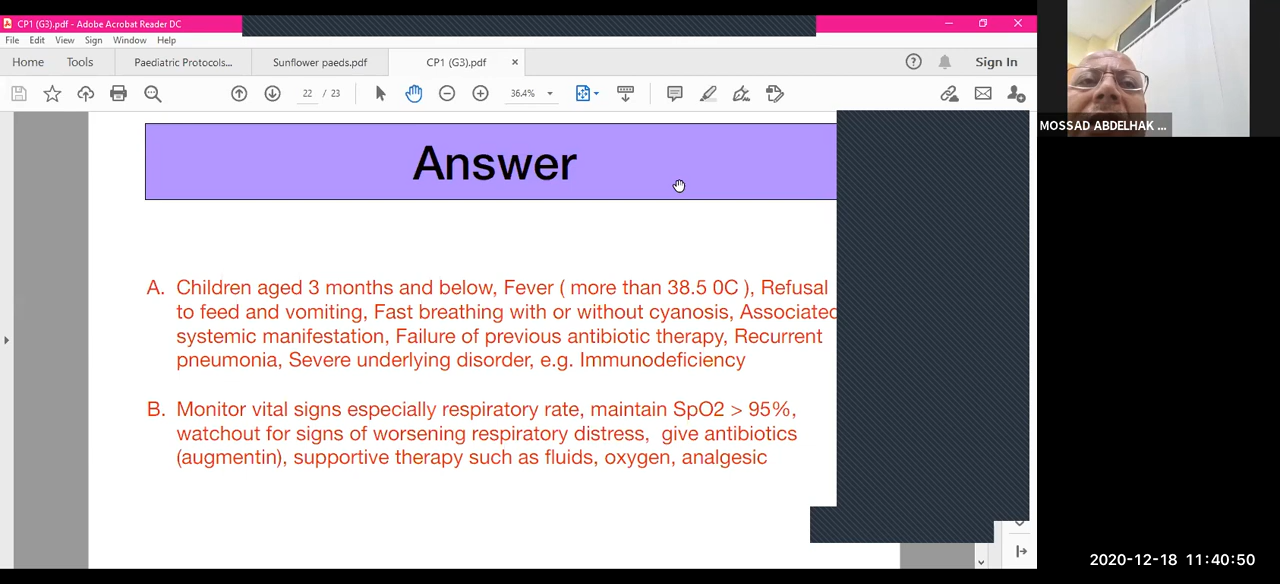 CP1 (G3).pdf - Adobe Acrobat Reader DC
File Edit View Sign Window Help
Home Tools Paediatric Protocols... Sunflower paeds.pdf CP1 (G3).pdf × Sign In
22 / 23 36.4%
MOSSAD ABDELHAK ...
Answer
A. Children aged 3 months and below, Fever ( more than 38.5 0C ), Refusal
to feed and vomiting, Fast breathing with or without cyanosis, Associated
systemic manifestation, Failure of previous antibiotic therapy, Recurrent
pneumonia, Severe underlying disorder, e.g. Immunodeficiency
B. Monitor vital signs especially respiratory rate, maintain SpO2 > 95%,
watchout for signs of worsening respiratory distress, give antibiotics
(augmentin), supportive therapy such as fluids, oxygen, analgesic
2020-12-18 11:40:50